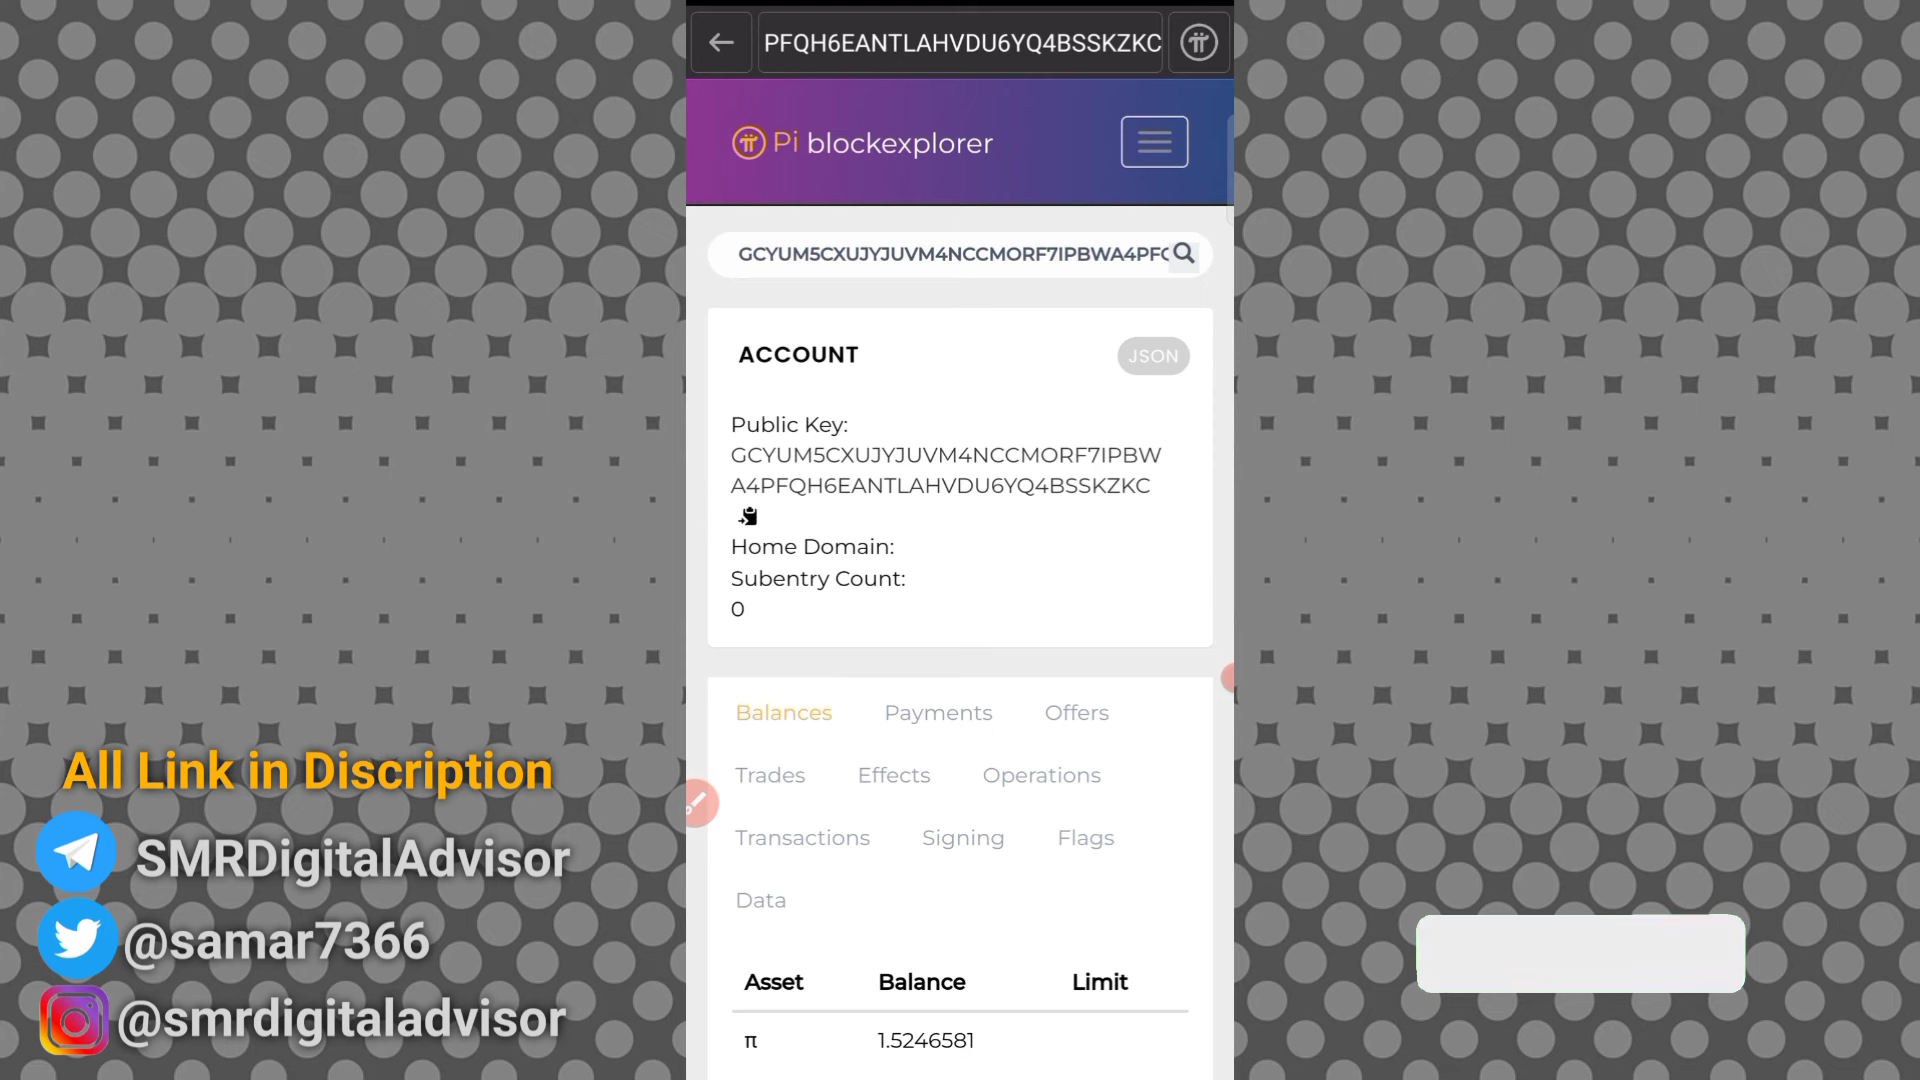 PFQH6EANTLAHVDU6YQ4BSSKZKC
Pi blockexplorer
GCYUM5CXUJYJUVM4NCCMORF7IPBWA4PFQ
ACCOUNT
JSON
Public Key:
GCYUM5CXUJYJUVM4NCCMORF7IPBW
A4PFQH6EANTLAHVDU6YQ4BSSKZKC
Home Domain:
Subentry Count:
0
Balances Payments Offers
Trades Effects Operations
Transactions Signing Flags
Data
Asset Balance Limit
π 1.5246581
All Link in Discription
SMRDigitalAdvisor
@samar7366
@smrdigitaladvisor